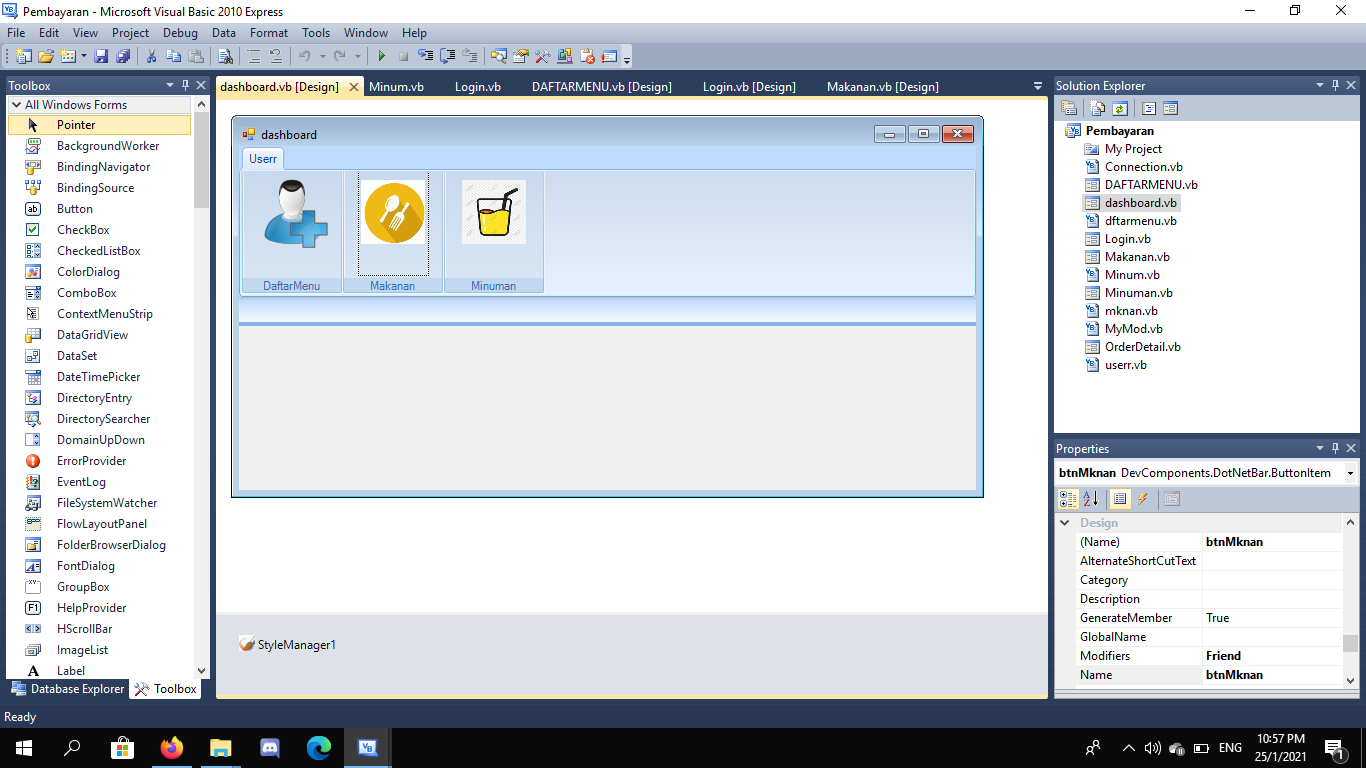 Pembayaran - Microsoft Visual Basic 2010 Express
File Edit View Project Debug Data Format Tools Window Help
Toolbox
All Windows Forms
Pointer
BackgroundWorker
BindingNavigator
BindingSource
Button
CheckBox
CheckedListBox
ColorDialog
ComboBox
ContextMenuStrip
DataGridView
DataSet
DateTimePicker
DirectoryEntry
DirectorySearcher
DomainUpDown
ErrorProvider
EventLog
FileSystemWatcher
FlowLayoutPanel
FolderBrowserDialog
FontDialog
GroupBox
HelpProvider
HScrollBar
ImageList
Label
Database Explorer Toolbox
dashboard.vb [Design] Minum.vb Login.vb DAFTARMENU.vb [Design] Login.vb [Design] Makanan.vb [Design]
dashboard
Userr
DaftarMenu Makanan Minuman
StyleManager1
Solution Explorer
Pembayaran
My Project
Connection.vb
DAFTARMENU.vb
dashboard.vb
dftarmenu.vb
Login.vb
Makanan.vb
Minum.vb
Minuman.vb
mknan.vb
MyMod.vb
OrderDetail.vb
userr.vb
Properties
btnMknan DevComponents.DotNetBar.ButtonItem
Design
(Name) btnMknan
AlternateShortCutText
Category
Description
GenerateMember True
GlobalName
Modifiers Friend
Name btnMknan
Ready
ENG
10:57 PM
25/1/2021
1